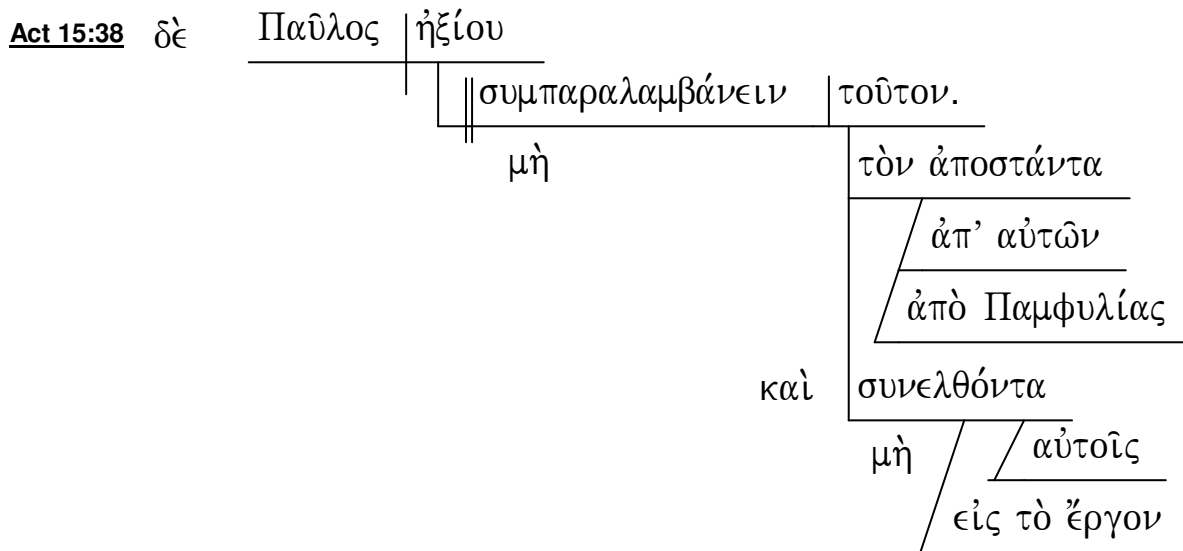 Act 15:38 δὲ Παῦλος ἠξίου
συμπαραλαμβάνειν τοῦτον.
μὴ τὸν ἀποστάντα
ἀπ’ αὐτῶν
ἀπὸ Παμφυλίας
καὶ συνελθόντα
μὴ αὐτοῖς
εἰς τὸ ἔργον